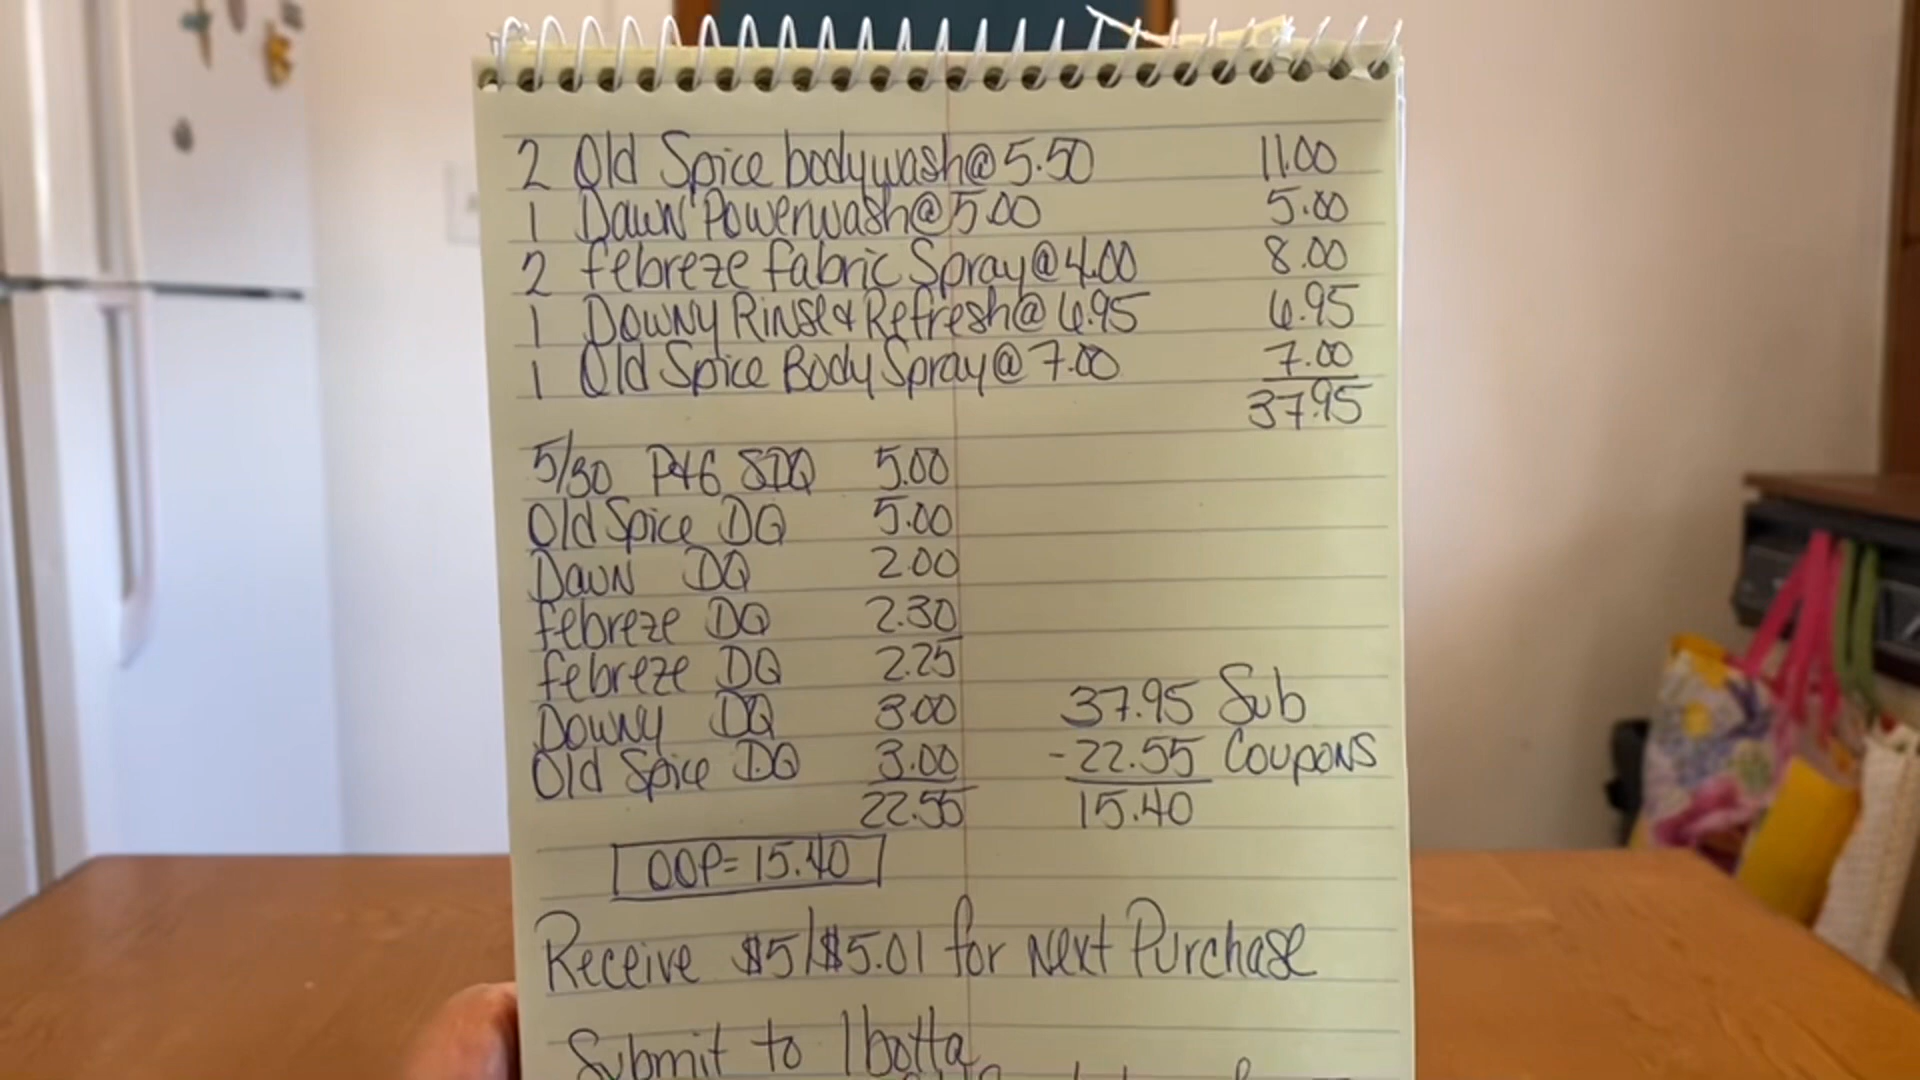 2 Old Spice bodywash@5.50 11.00
1 Dawn Powerwash@5.00 5.00
2 febreze fabric Spray@4.00 8.00
1 Downy Rinse & Refresh@6.95 6.95
1 Old Spice Body Spray@7.00 7.00
37.95
5/30 P+G SDQ 5.00
Old Spice DQ 5.00
Dawn DQ 2.00
febreze DQ 2.30
febreze DQ 2.25
Downy DQ 3.00
37.95 Sub
Old Spice DQ 3.00
-22.55 Coupons
22.55
15.40
OOP=15.40
Receive $5/$5.01 for Next Purchase
Submit to Ibotta